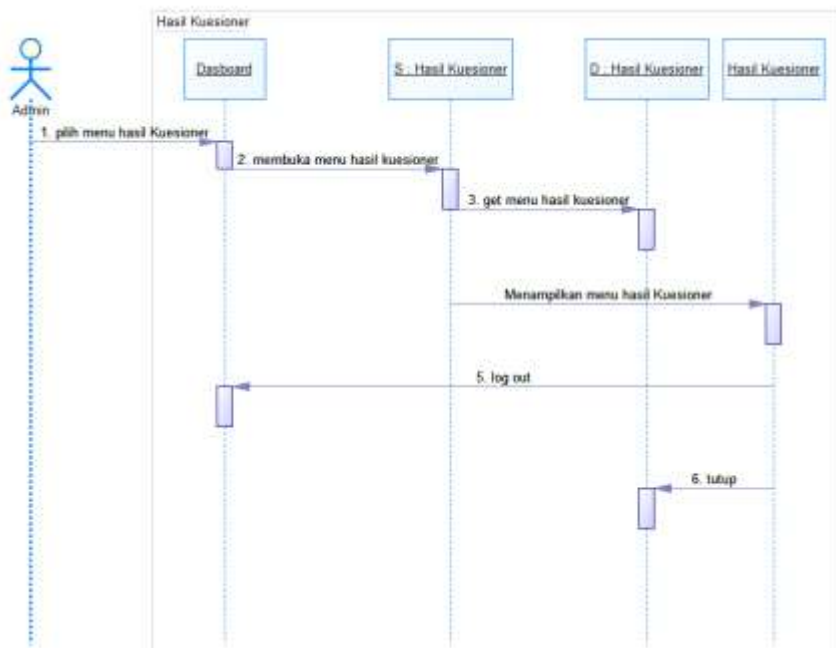 Hasil Kuesioner
Dasboard
S : Hasil Kuesioner
D : Hasil Kuesioner
Hasil Kuesioner
Admin
1. pilih menu hasil Kuesioner
2. membuka menu hasil kuesioner
3. get menu hasil kuesioner
Menampilkan menu hasil Kuesioner
5. log out
6. tutup